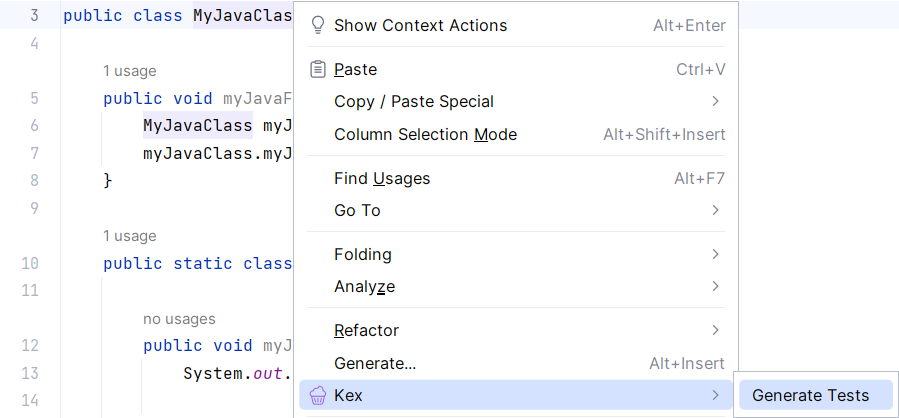 3 public class MyJavaClas
4
1 usage
5 public void myJavaF
6 MyJavaClass myJ
7 myJavaClass.myJ
8 }
9
1 usage
10 public static class
11
no usages
12 public void myJ
13 System.out.
14
Show Context Actions Alt+Enter
Paste Ctrl+V
Copy / Paste Special
Column Selection Mode Alt+Shift+Insert
Find Usages Alt+F7
Go To
Folding
Analyze
Refactor
Generate... Alt+Insert
Kex
Generate Tests